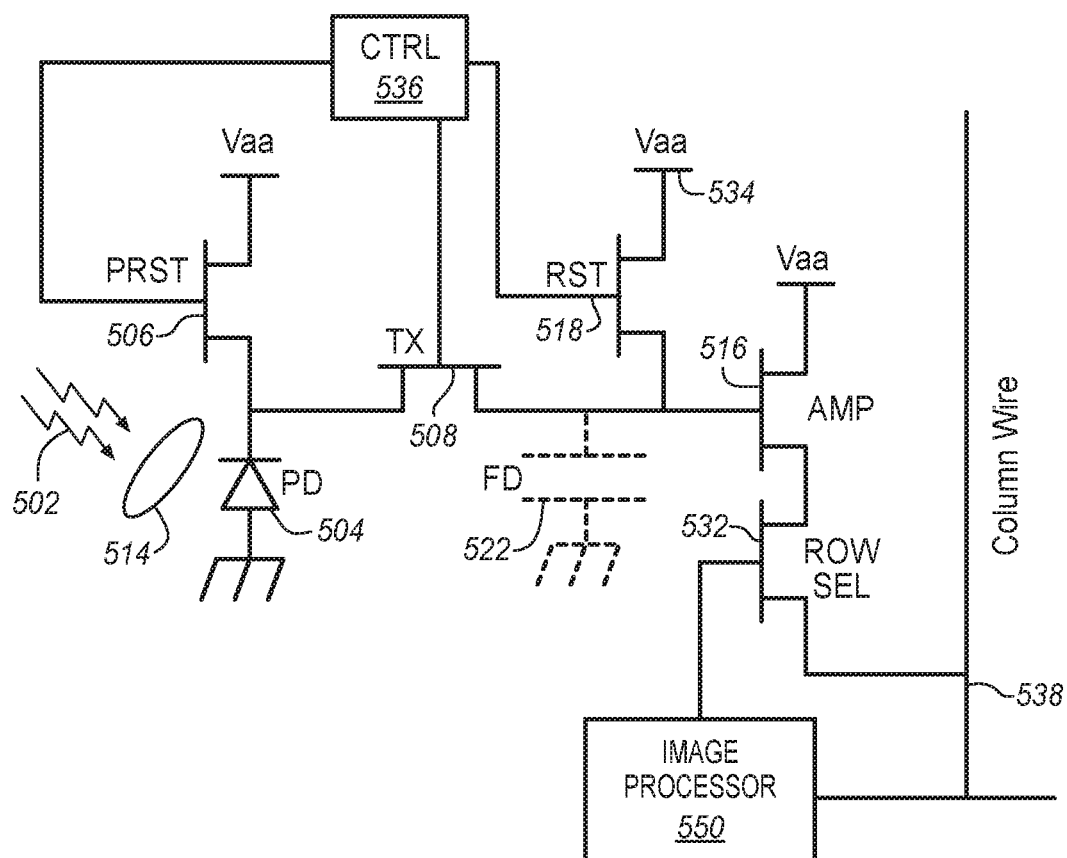 CTRL
536
Vaa
Vaa
534
PRST
RST
Vaa
506
518
TX
516
508
AMP
Column Wire
502
514
PD
504
FD
522
532
ROW
SEL
538
IMAGE
PROCESSOR
550